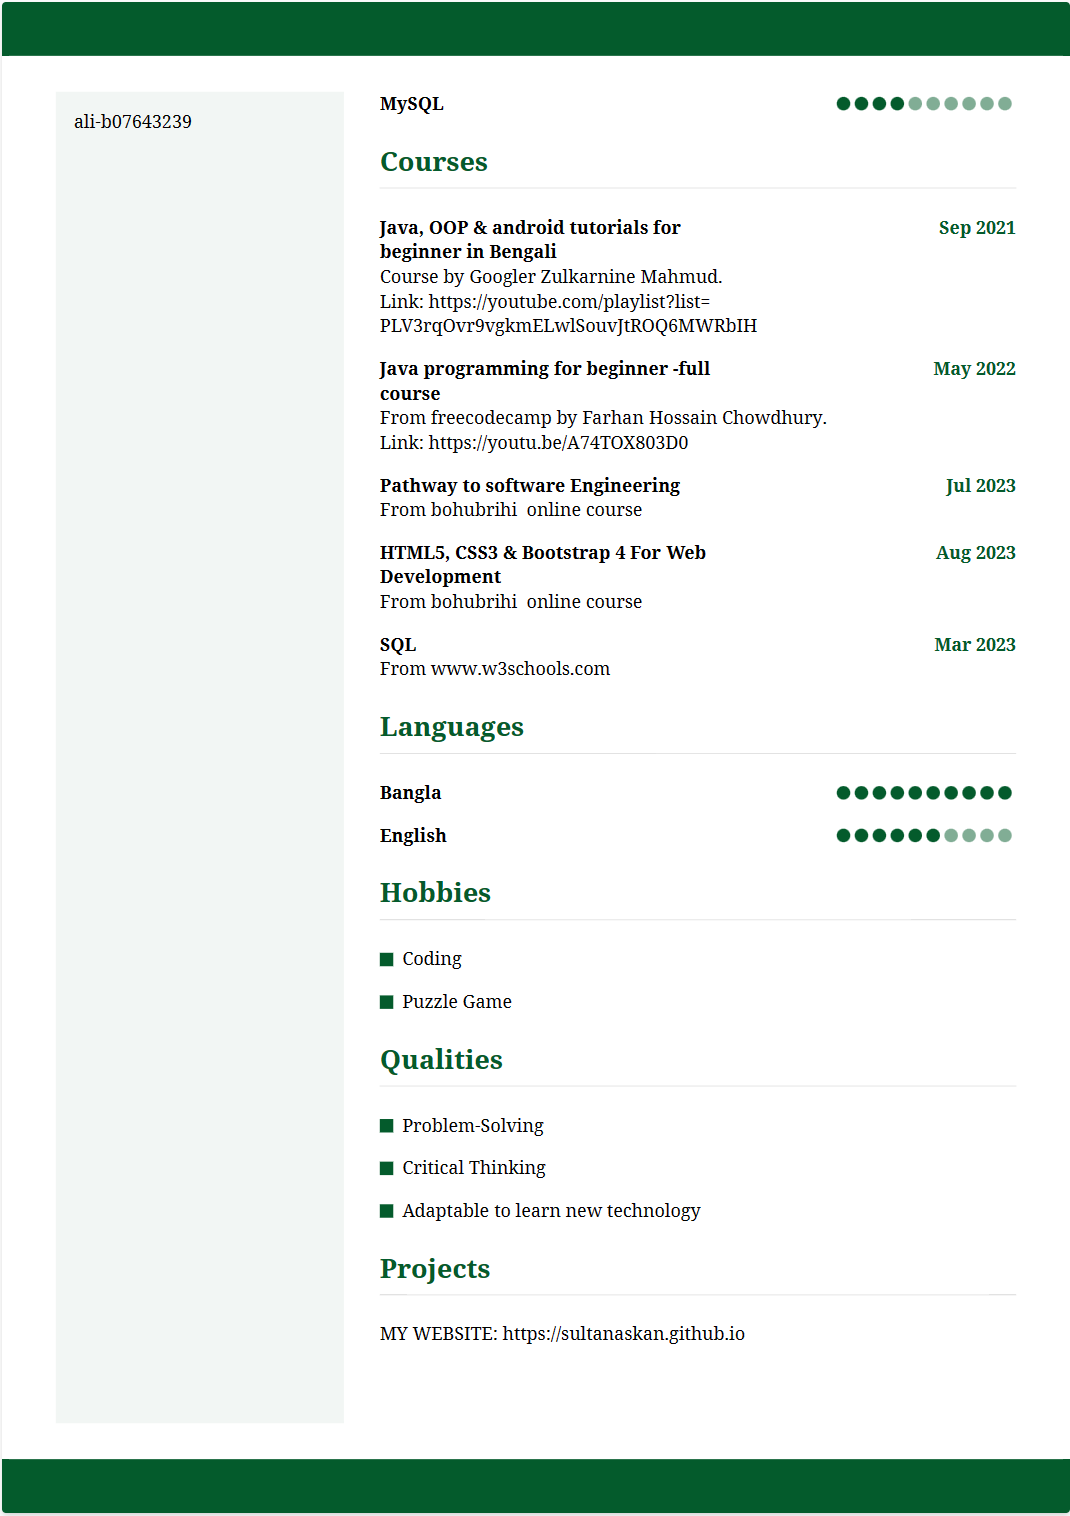 ali-b07643239
MySQL
Courses
Java, OOP & android tutorials for
Sep 2021
beginner in Bengali
Course by Googler Zulkarnine Mahmud.
Link: https://youtube.com/playlist?list=
PLV3rqOvr9vgkmELwlSouvJtROQ6MWRbIH
Java programming for beginner -full
May 2022
course
From freecodecamp by Farhan Hossain Chowdhury.
Link: https://youtu.be/A74TOX803D0
Pathway to software Engineering
Jul 2023
From bohubrihi  online course
HTML5, CSS3 & Bootstrap 4 For Web
Aug 2023
Development
From bohubrihi  online course
SQL
Mar 2023
From www.w3schools.com
Languages
Bangla
English
Hobbies
Coding
Puzzle Game
Qualities
Problem-Solving
Critical Thinking
Adaptable to learn new technology
Projects
MY WEBSITE: https://sultanaskan.github.io